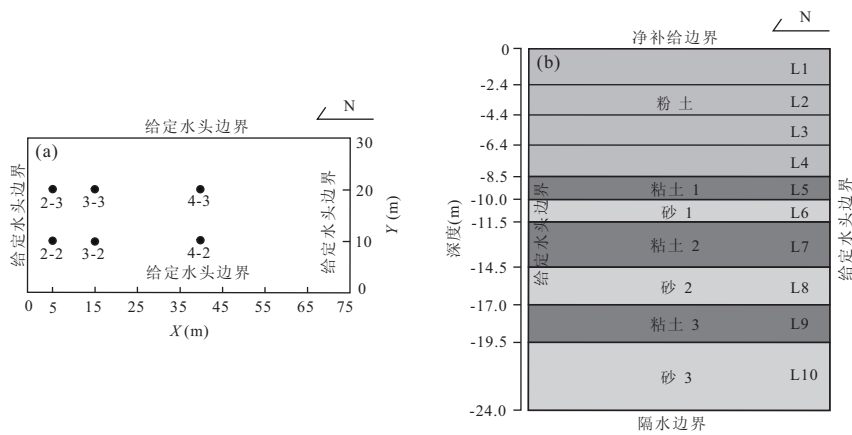 N
给定水头边界
(a)
30
给定水头边界
2-3
3-3
4-3
20
2-2
3-2
4-2
10
给定水头边界
给定水头边界
0
Y (m)
0
5
15
25
35
45
55
65
75
X (m)
N
净补给边界
(b)
0
L1
-2.4
粉土
L2
-4.4
L3
-6.4
L4
-8.5
粘土 1
L5
-10.0
砂 1
L6
-11.5
粘土 2
L7
-14.5
砂 2
L8
-17.0
粘土 3
L9
-19.5
砂 3
L10
-24.0
深度(m)
给定水头边界
给定水头边界
隔水边界